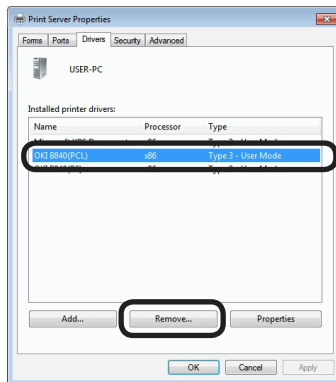 Print Server Properties
Forms Ports Drivers Security Advanced
USER-PC
Installed printer drivers:
Name Processor Type
OKI B840(PCL) x86 Type 3 - User Mode
Add... Remove... Properties
OK Cancel Apply